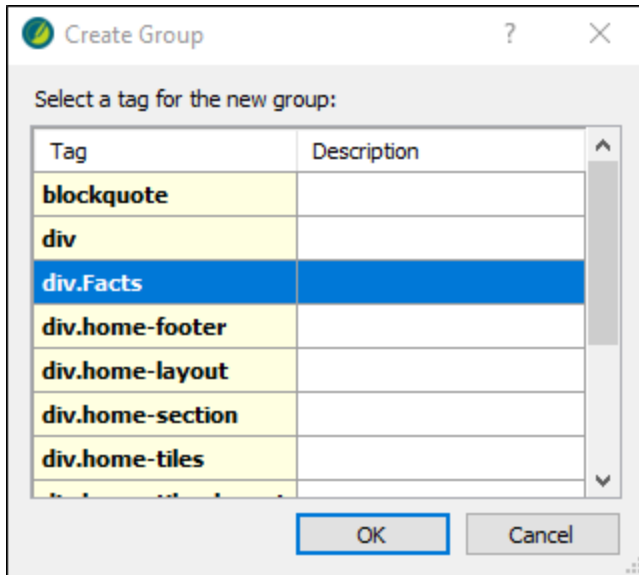 Create Group
?
Select a tag for the new group:
Tag Description
blockquote
div
div.Facts
div.home-footer
div.home-layout
div.home-section
div.home-tiles
OK Cancel